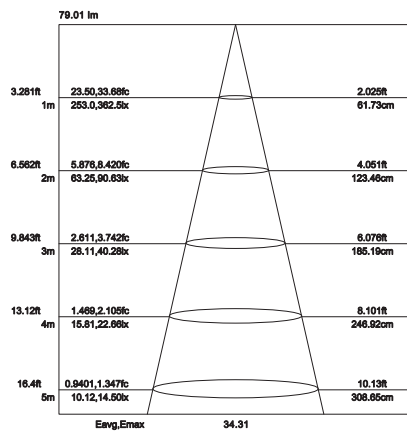 79.01 lm
3.281ft 23.50,33.68fc 2.025ft
1m 253.0,362.5lx 61.73cm
6.562ft 5.876,8.420fc 4.051ft
2m 63.25,90.63lx 123.46cm
9.843ft 2.611,3.742fc 6.076ft
3m 28.11,40.28lx 185.19cm
13.12ft 1.469,2.105fc 8.101ft
4m 15.81,22.66lx 246.92cm
16.4ft 0.9401,1.347fc 10.13ft
5m 10.12,14.50lx 308.65cm
Eavg,Emax 34.31